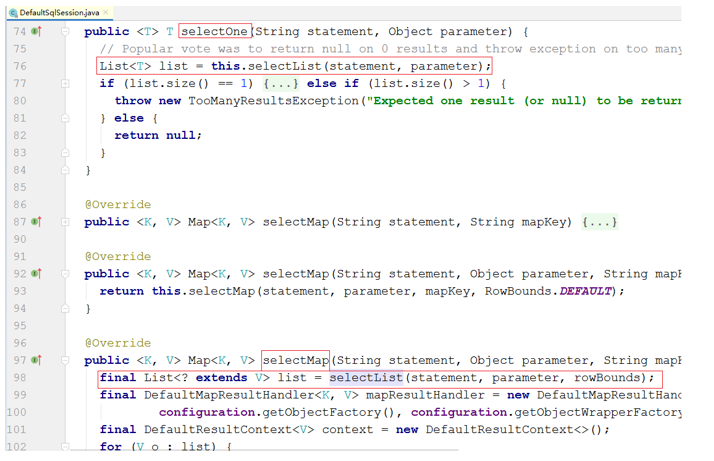 DefaultSqlSession.java ×
74 public <T> T selectOne(String statement, Object parameter) {
75 // Popular vote was to return null on 0 results and throw exception on too many
76 List<T> list = this.selectList(statement, parameter);
77 if (list.size() == 1) {...} else if (list.size() > 1) {
80 throw new TooManyResultsException("Expected one result (or null) to be return
81 } else {
82 return null;
83 }
84 }
85
86 @Override
87 public <K, V> Map<K, V> selectMap(String statement, String mapKey) {...}
90
91 @Override
92 public <K, V> Map<K, V> selectMap(String statement, Object parameter, String mapK
93 return this.selectMap(statement, parameter, mapKey, RowBounds.DEFAULT);
94 }
95
96 @Override
97 public <K, V> Map<K, V> selectMap(String statement, Object parameter, String mapK
98 final List<? extends V> list = selectList(statement, parameter, rowBounds);
99 final DefaultMapResultHandler<K, V> mapResultHandler = new DefaultMapResultHand
100 configuration.getObjectFactory(), configuration.getObjectWrapperFactory
101 final DefaultResultContext<V> context = new DefaultResultContext<>();
102 for (V o : list) {